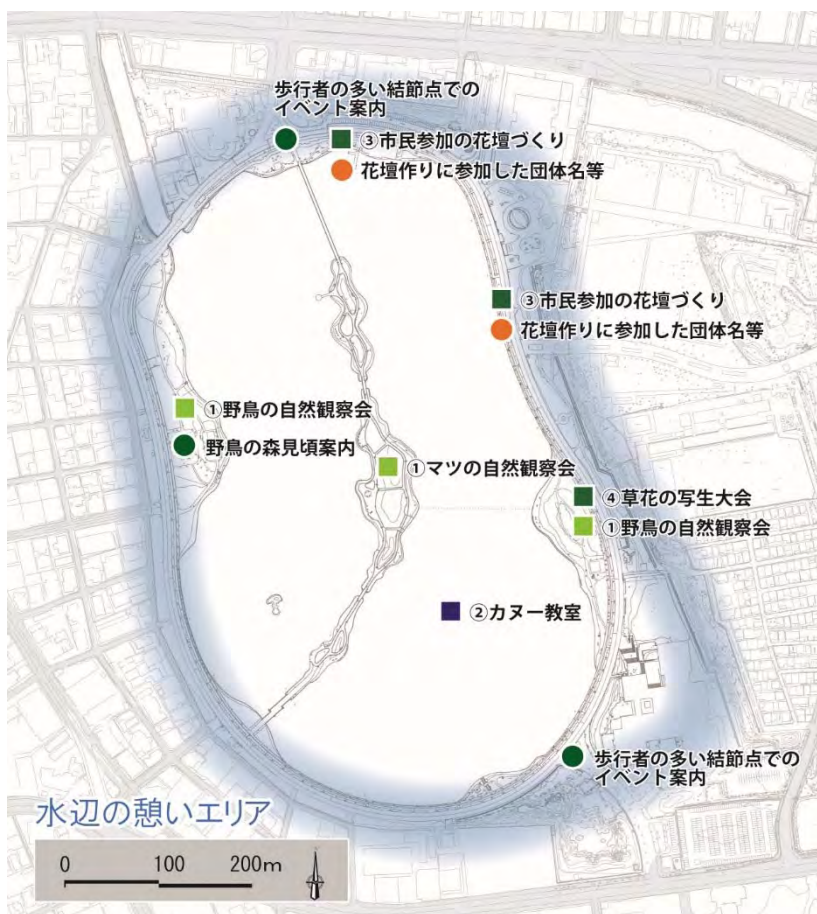 歩行者の多い結節点での
イベント案内
③市民参加の花壇づくり
花壇作りに参加した団体名等
③市民参加の花壇づくり
花壇作りに参加した団体名等
①野鳥の自然観察会
野鳥の森見頃案内
①マツの自然観察会
④草花の写生大会
①野鳥の自然観察会
②カヌー教室
歩行者の多い結節点での
イベント案内
水辺の憩いエリア
0 100 200m